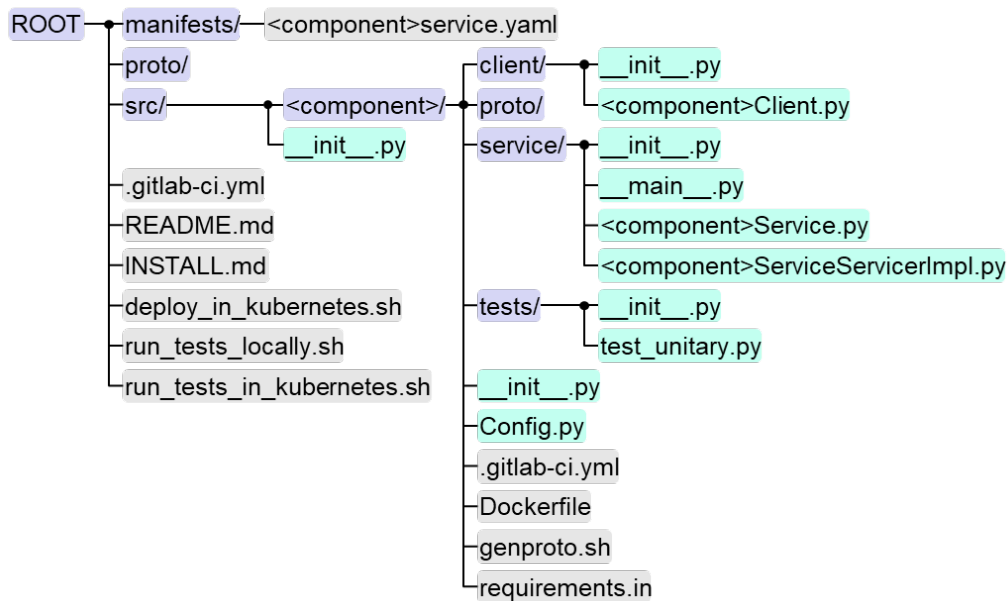 ROOT manifests/ <component>service.yaml
proto/ client/ __init__.py
src/ <component>/ proto/ <component>Client.py
__init__.py service/ __init__.py
.gitlab-ci.yml __main__.py
README.md <component>Service.py
INSTALL.md <component>ServiceServicerImpl.py
deploy_in_kubernetes.sh tests/ __init__.py
run_tests_locally.sh test_unitary.py
run_tests_in_kubernetes.sh __init__.py
Config.py
.gitlab-ci.yml
Dockerfile
genproto.sh
requirements.in